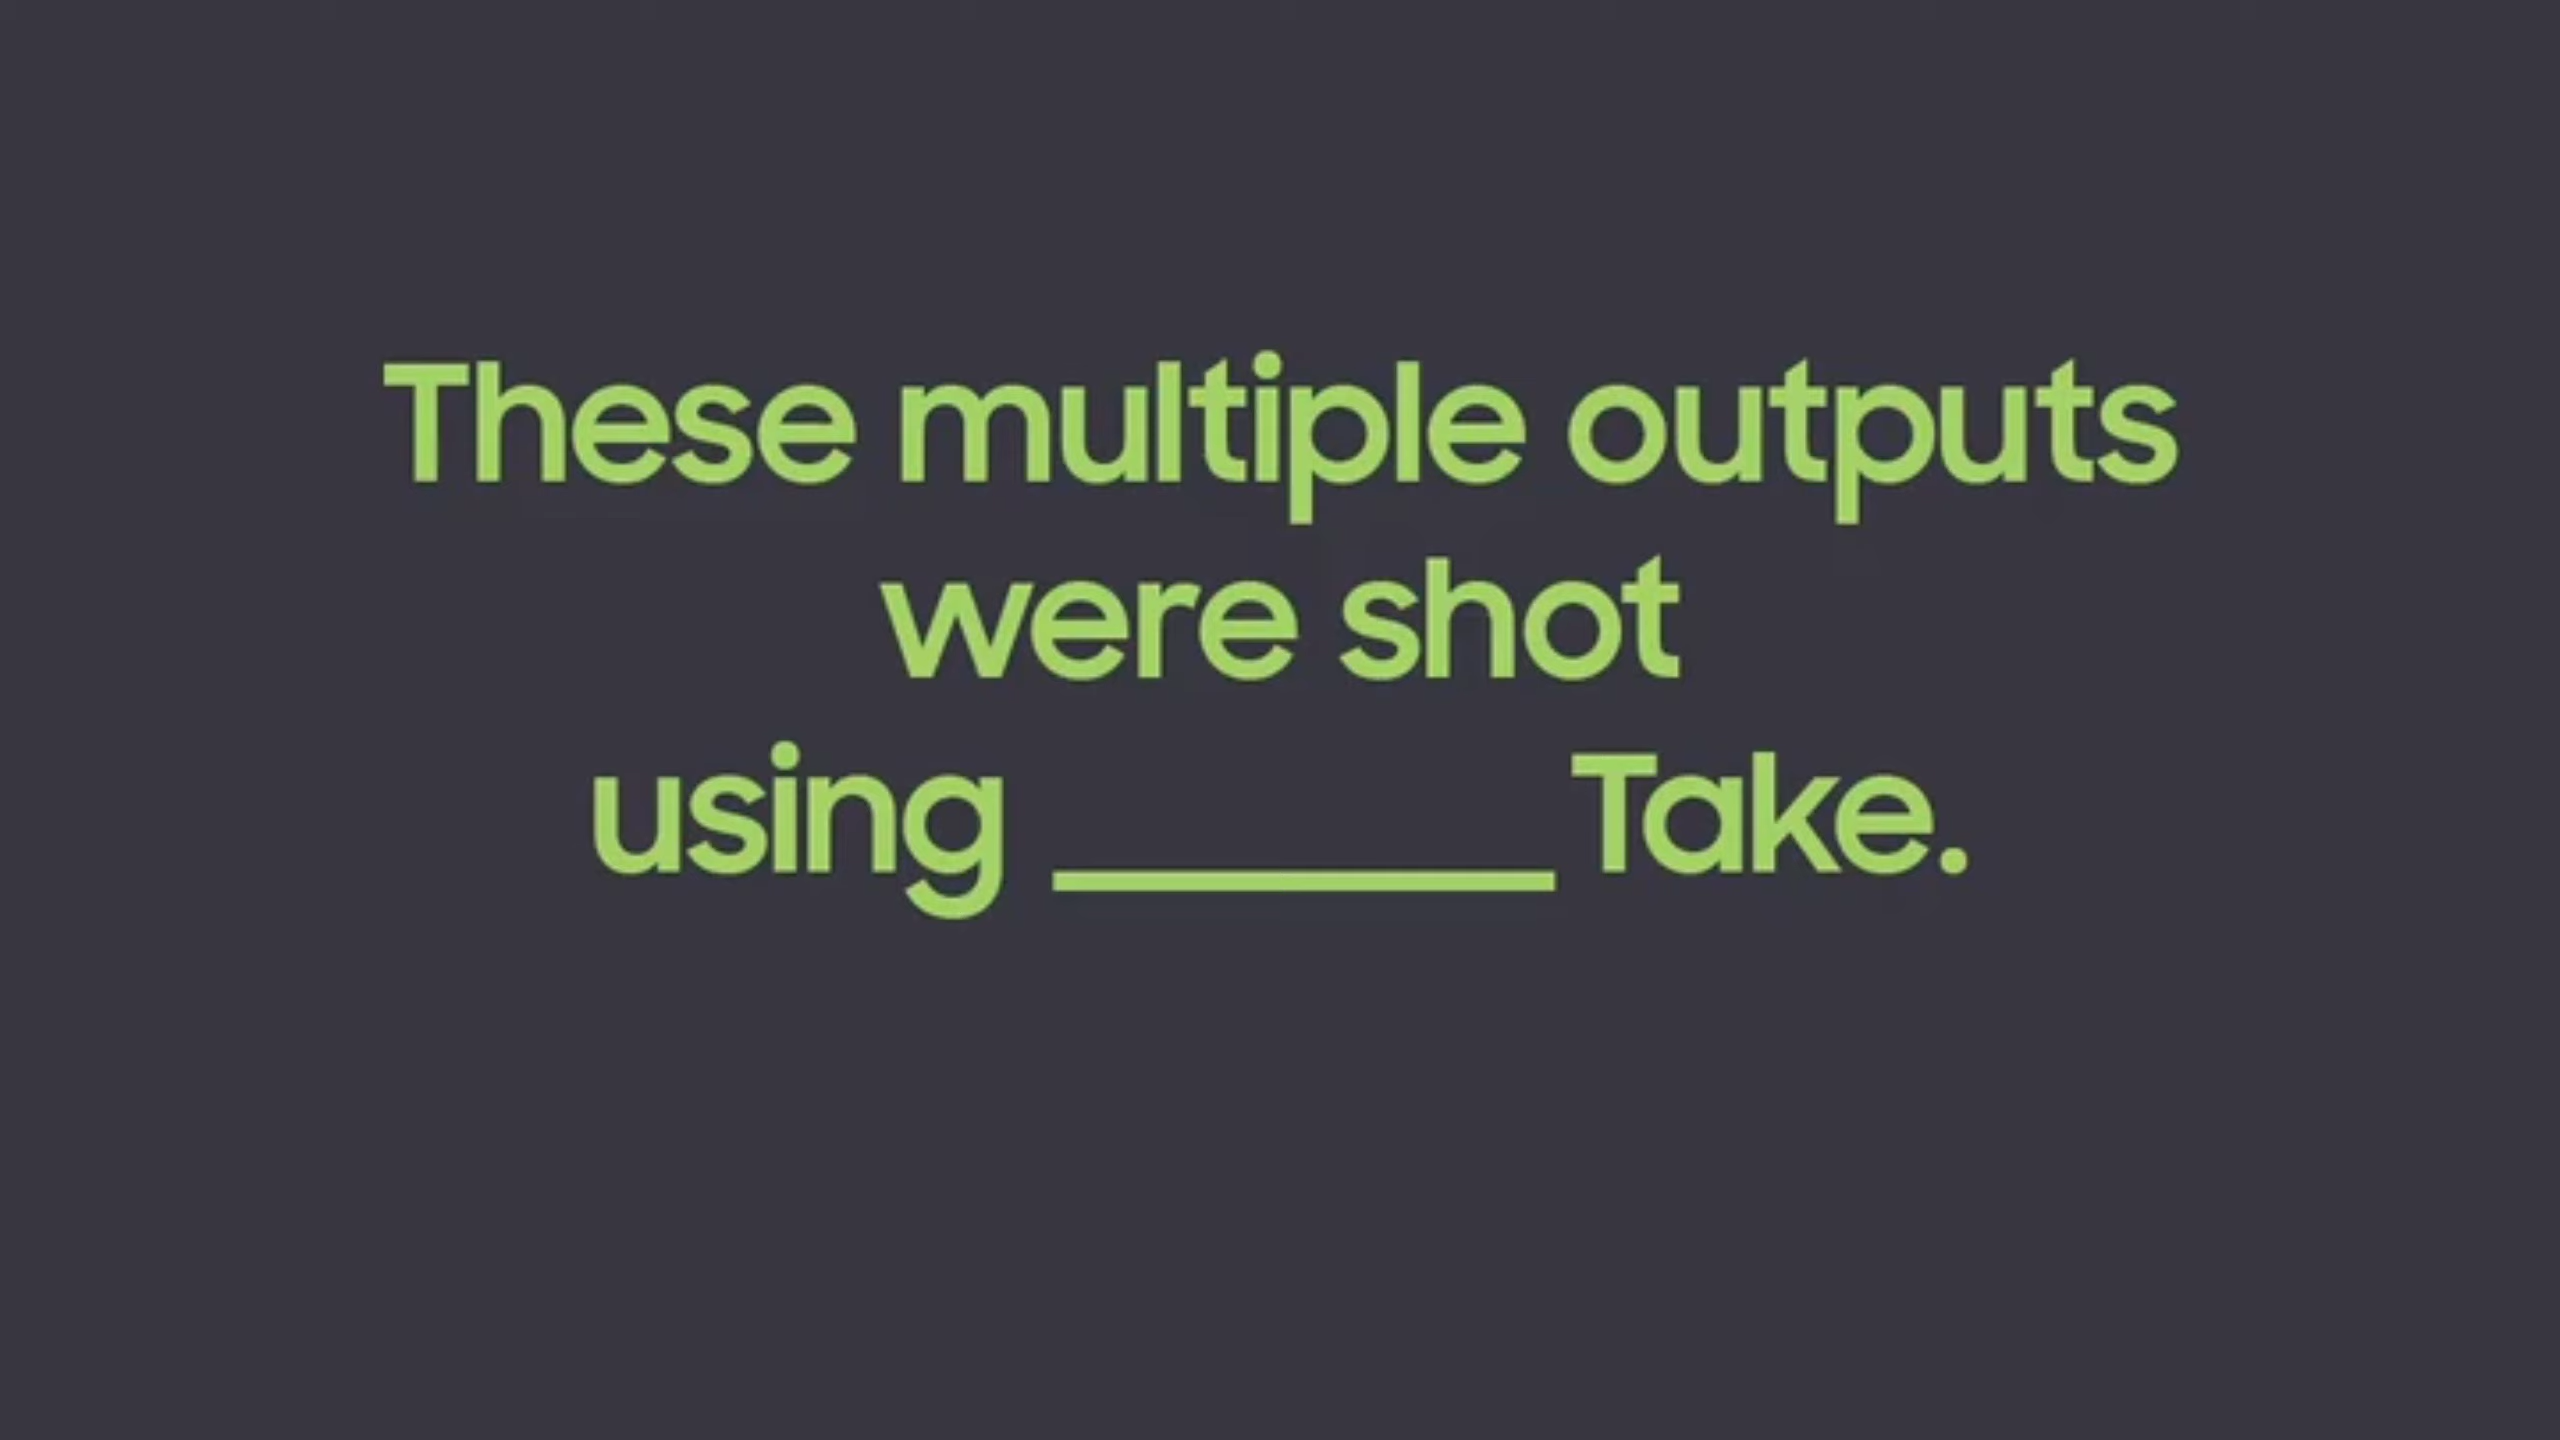 These multiple outputs
were shot
using ______ Take.